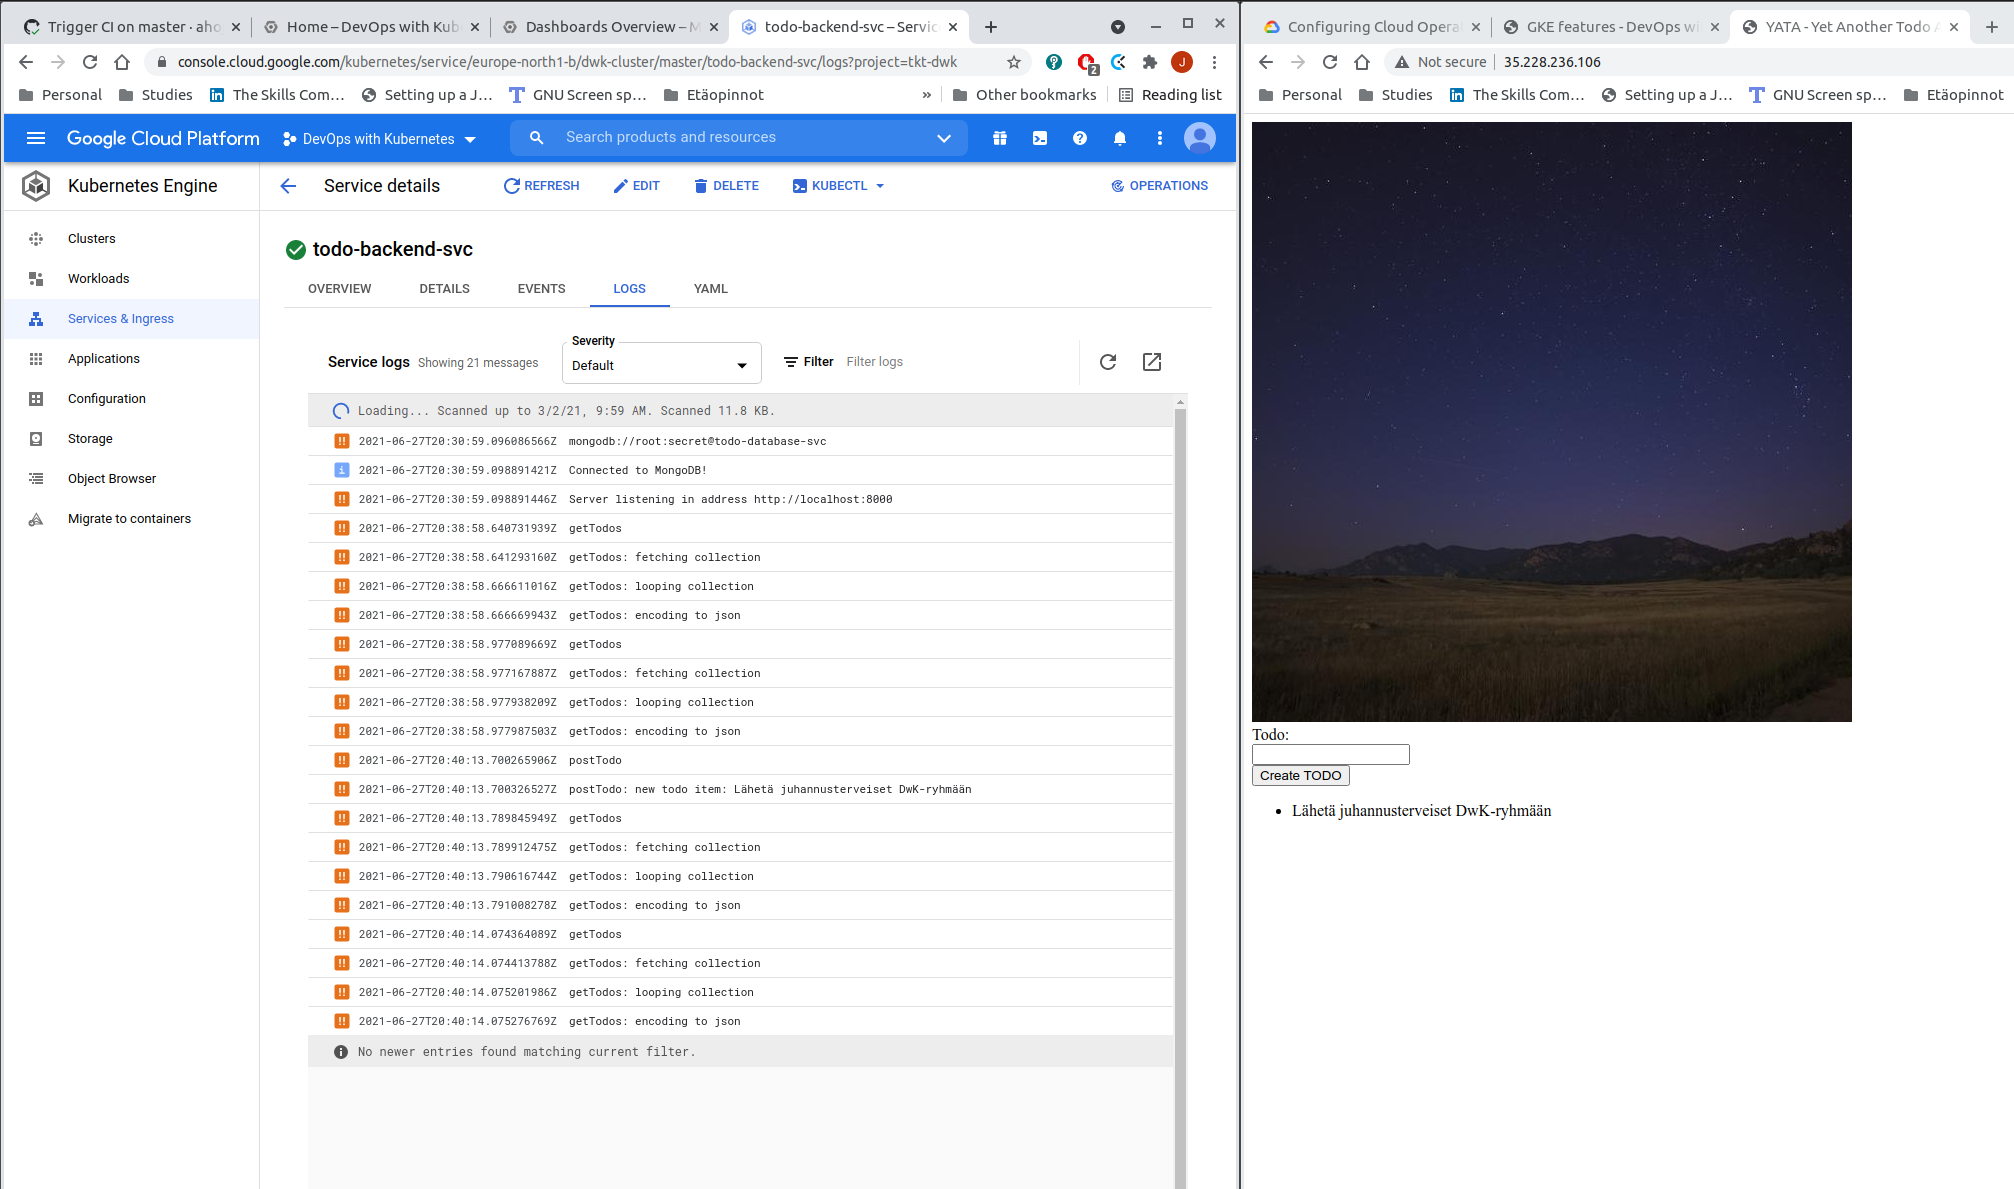 Trigger CI on master · aho
Home – DevOps with Kub
Dashboards Overview – M
todo-backend-svc – Servic
console.cloud.google.com/kubernetes/service/europe-north1-b/dwk-cluster/master/todo-backend-svc/logs?project=tkt-dwk
2
J
Personal
Studies
The Skills Com…
Setting up a J…
GNU Screen sp…
Etäopinnot
»
Other bookmarks
Reading list
Google Cloud Platform
DevOps with Kubernetes
Search products and resources
Kubernetes Engine
Service details
REFRESH
EDIT
DELETE
KUBECTL
OPERATIONS
Clusters
Workloads
Services & Ingress
Applications
Configuration
Storage
Object Browser
Migrate to containers
todo-backend-svc
OVERVIEW
DETAILS
EVENTS
LOGS
YAML
Service logs
Showing 21 messages
Severity
Default
Filter
Filter logs
Loading... Scanned up to 3/2/21, 9:59 AM. Scanned 11.8 KB.
2021-06-27T20:30:59.096086566Z mongodb://root:secret@todo-database-svc
2021-06-27T20:30:59.098891421Z Connected to MongoDB!
2021-06-27T20:30:59.098891446Z Server listening in address http://localhost:8000
2021-06-27T20:38:58.640731939Z getTodos
2021-06-27T20:38:58.641293160Z getTodos: fetching collection
2021-06-27T20:38:58.666611016Z getTodos: looping collection
2021-06-27T20:38:58.666669943Z getTodos: encoding to json
2021-06-27T20:38:58.977089669Z getTodos
2021-06-27T20:38:58.977167887Z getTodos: fetching collection
2021-06-27T20:38:58.977938209Z getTodos: looping collection
2021-06-27T20:38:58.977987503Z getTodos: encoding to json
2021-06-27T20:40:13.700265906Z postTodo
2021-06-27T20:40:13.700326527Z postTodo: new todo item: Lähetä juhannusterveiset DwK-ryhmään
2021-06-27T20:40:13.789845949Z getTodos
2021-06-27T20:40:13.789912475Z getTodos: fetching collection
2021-06-27T20:40:13.790616744Z getTodos: looping collection
2021-06-27T20:40:13.791008278Z getTodos: encoding to json
2021-06-27T20:40:14.074364089Z getTodos
2021-06-27T20:40:14.074413788Z getTodos: fetching collection
2021-06-27T20:40:14.075201986Z getTodos: looping collection
2021-06-27T20:40:14.075276769Z getTodos: encoding to json
No newer entries found matching current filter.
Configuring Cloud Opera
GKE features - DevOps wi
YATA - Yet Another Todo A
Not secure
35.228.236.106
Personal
Studies
The Skills Com…
Setting up a J…
GNU Screen sp…
Etäopinnot
Todo:
Create TODO
• Lähetä juhannusterveiset DwK-ryhmään